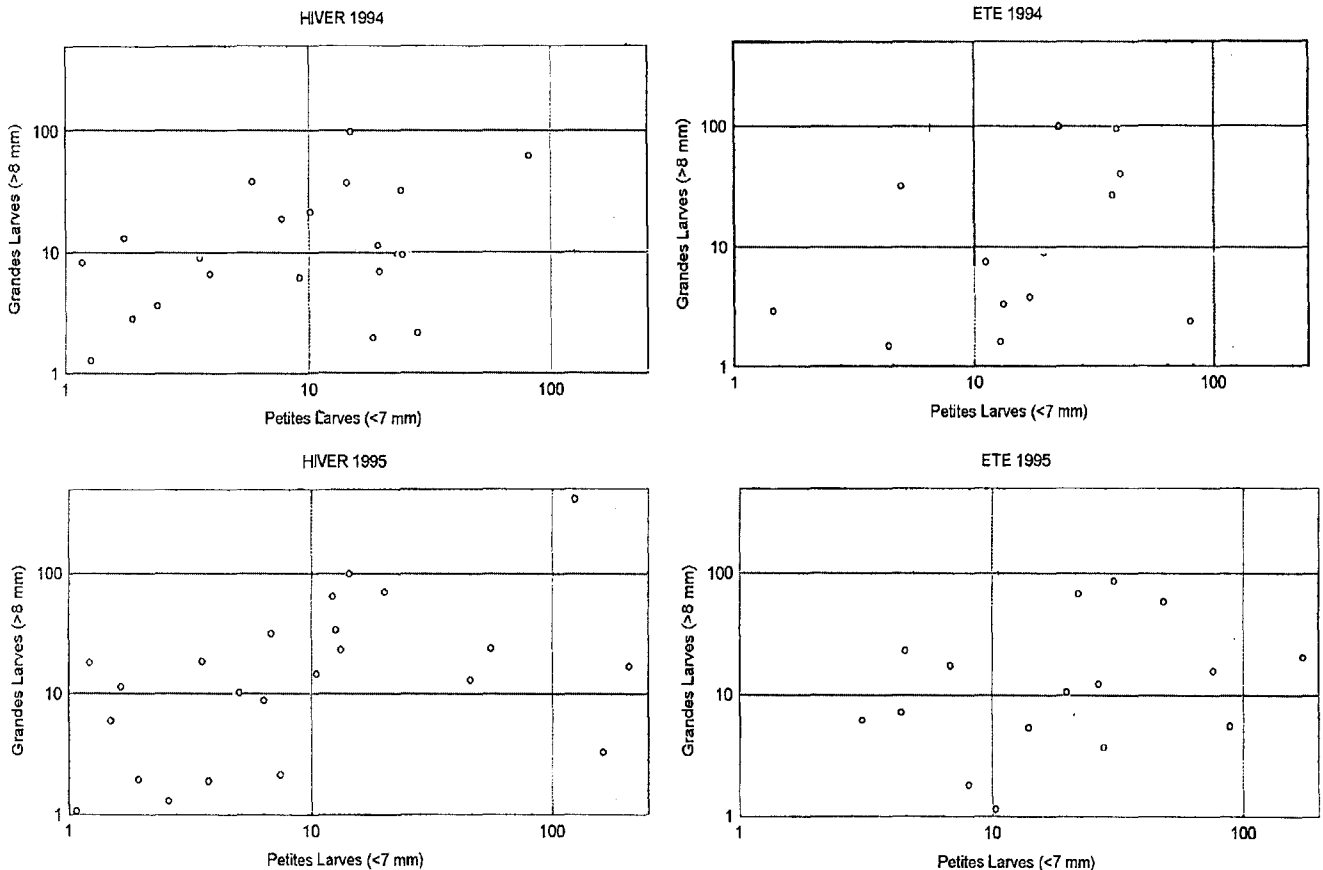 HIVER 1994
Grandes Larves (>8 mm)
100
10
1
1
10
100
Petites Larves (<7 mm)
ETE 1994
Grandes Larves (>8 mm)
100
10
1
1
10
100
Petites Larves (<7 mm)
HIVER 1995
Grandes Larves (>8 mm)
100
10
1
1
10
100
Petites Larves (<7 mm)
ETE 1995
Grandes Larves (>8 mm)
100
10
1
1
10
100
Petites Larves (<7 mm)